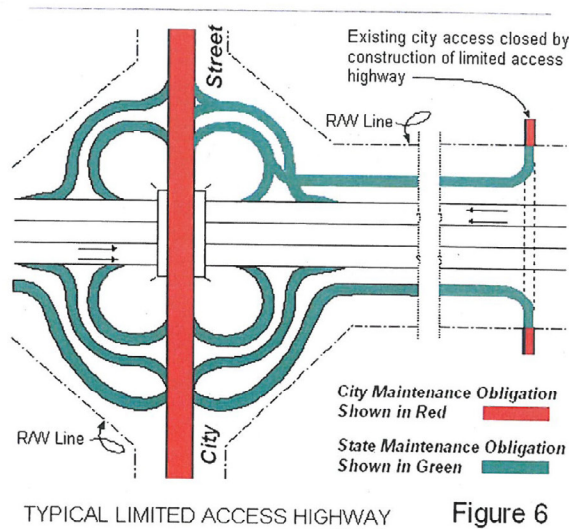 Existing city access closed by
construction of limited access
highway
Street
R/W Line
City
R/W Line
City Maintenance Obligation
Shown in Red
State Maintenance Obligation
Shown in Green
TYPICAL LIMITED ACCESS HIGHWAY
Figure 6